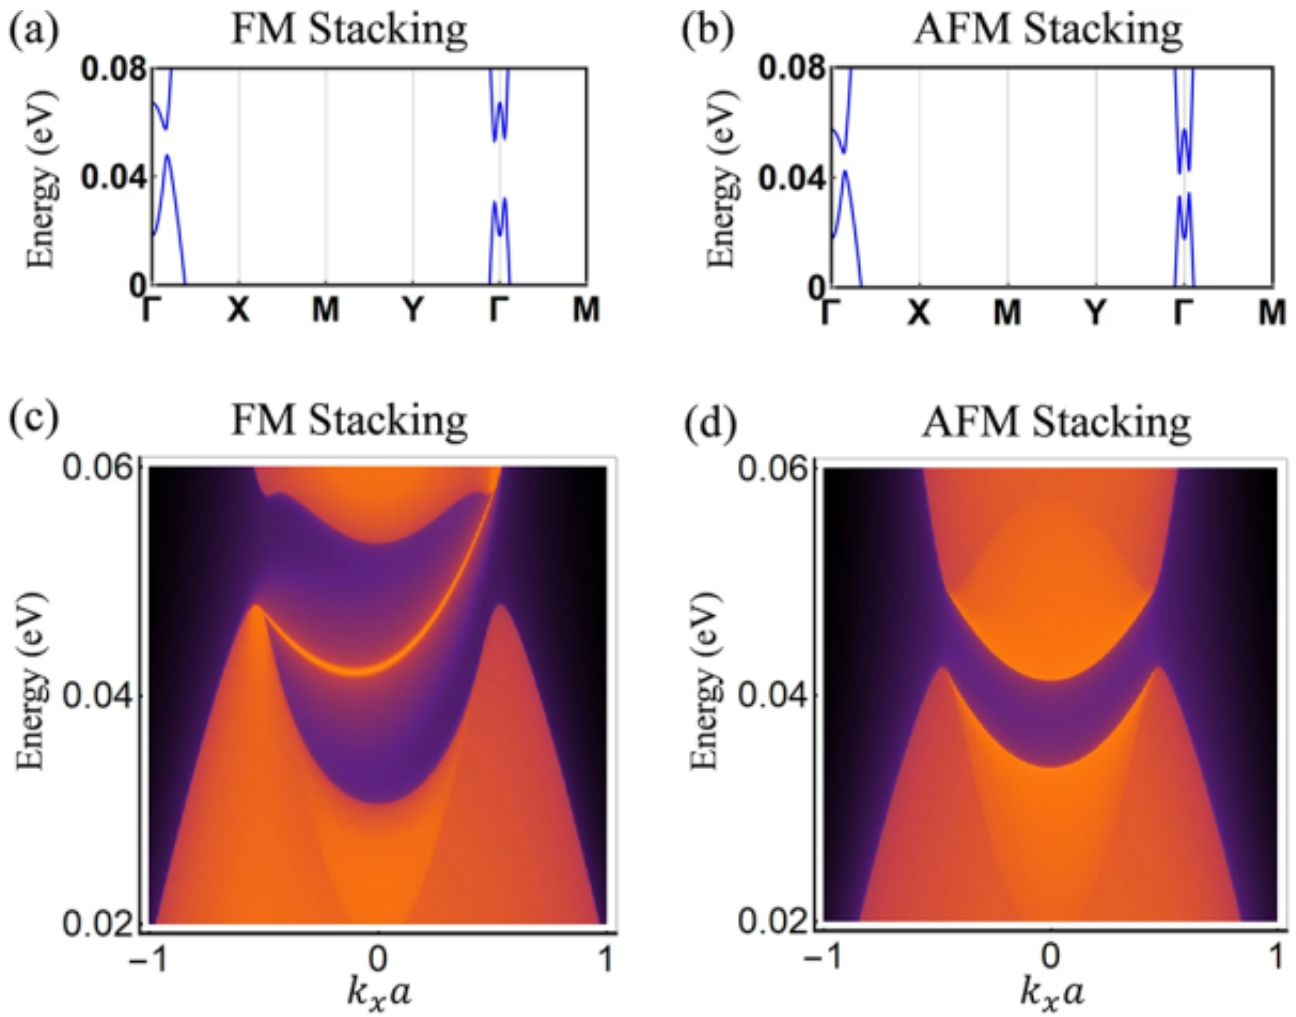 (a) FM Stacking
0.08
0.04
0
Energy (eV)
Γ X M Y Γ M
(b) AFM Stacking
0.08
0.04
0
Energy (eV)
Γ X M Y Γ M
(c) FM Stacking
0.06
0.04
0.02
Energy (eV)
−1 0 1
kₓa
(d) AFM Stacking
0.06
0.04
0.02
Energy (eV)
−1 0 1
kₓa